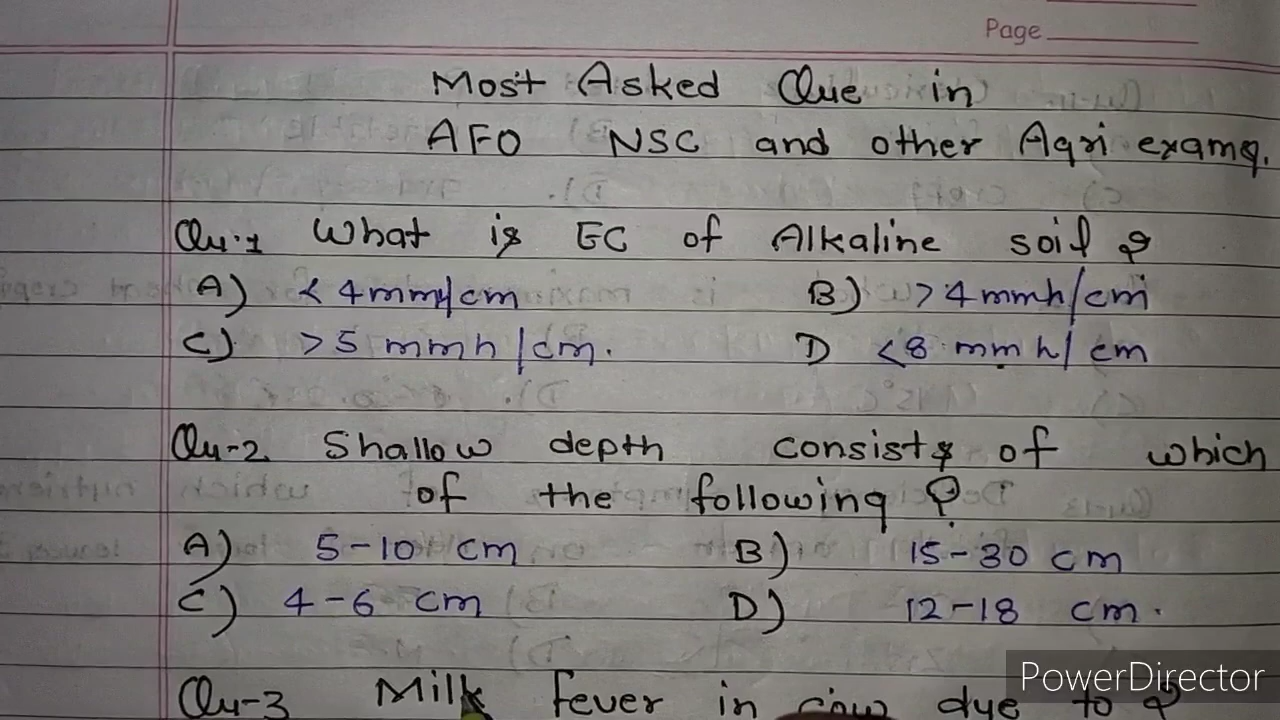 Page
Most Asked Que in
AFO NSC and other Agri exams.
Qu-1 What is EC of Alkaline soil ?
A) < 4 mmh/cm B) > 4 mmh/cm
C) > 5 mmh/cm. D < 8 mmh/cm
Qu-2 Shallow depth consists of which
of the following ?
A) 5-10 cm B) 15-30 cm
C) 4-6 cm D) 12-18 cm.
Qu-3 Milk fever in cow due to ?
PowerDirector